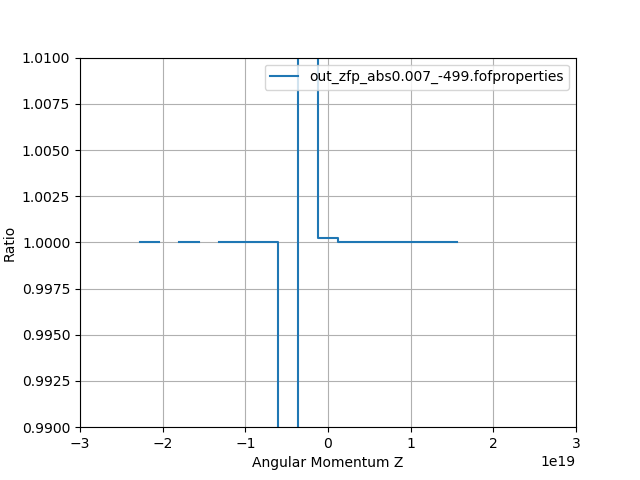 1.0100
out_zfp_abs0.007_-499.fofproperties
1.0075
1.0050
1.0025
1.0000
Ratio
0.9975
0.9950
0.9925
0.9900
−3 −2 −1 0 1 2 3
Angular Momentum Z 1e19